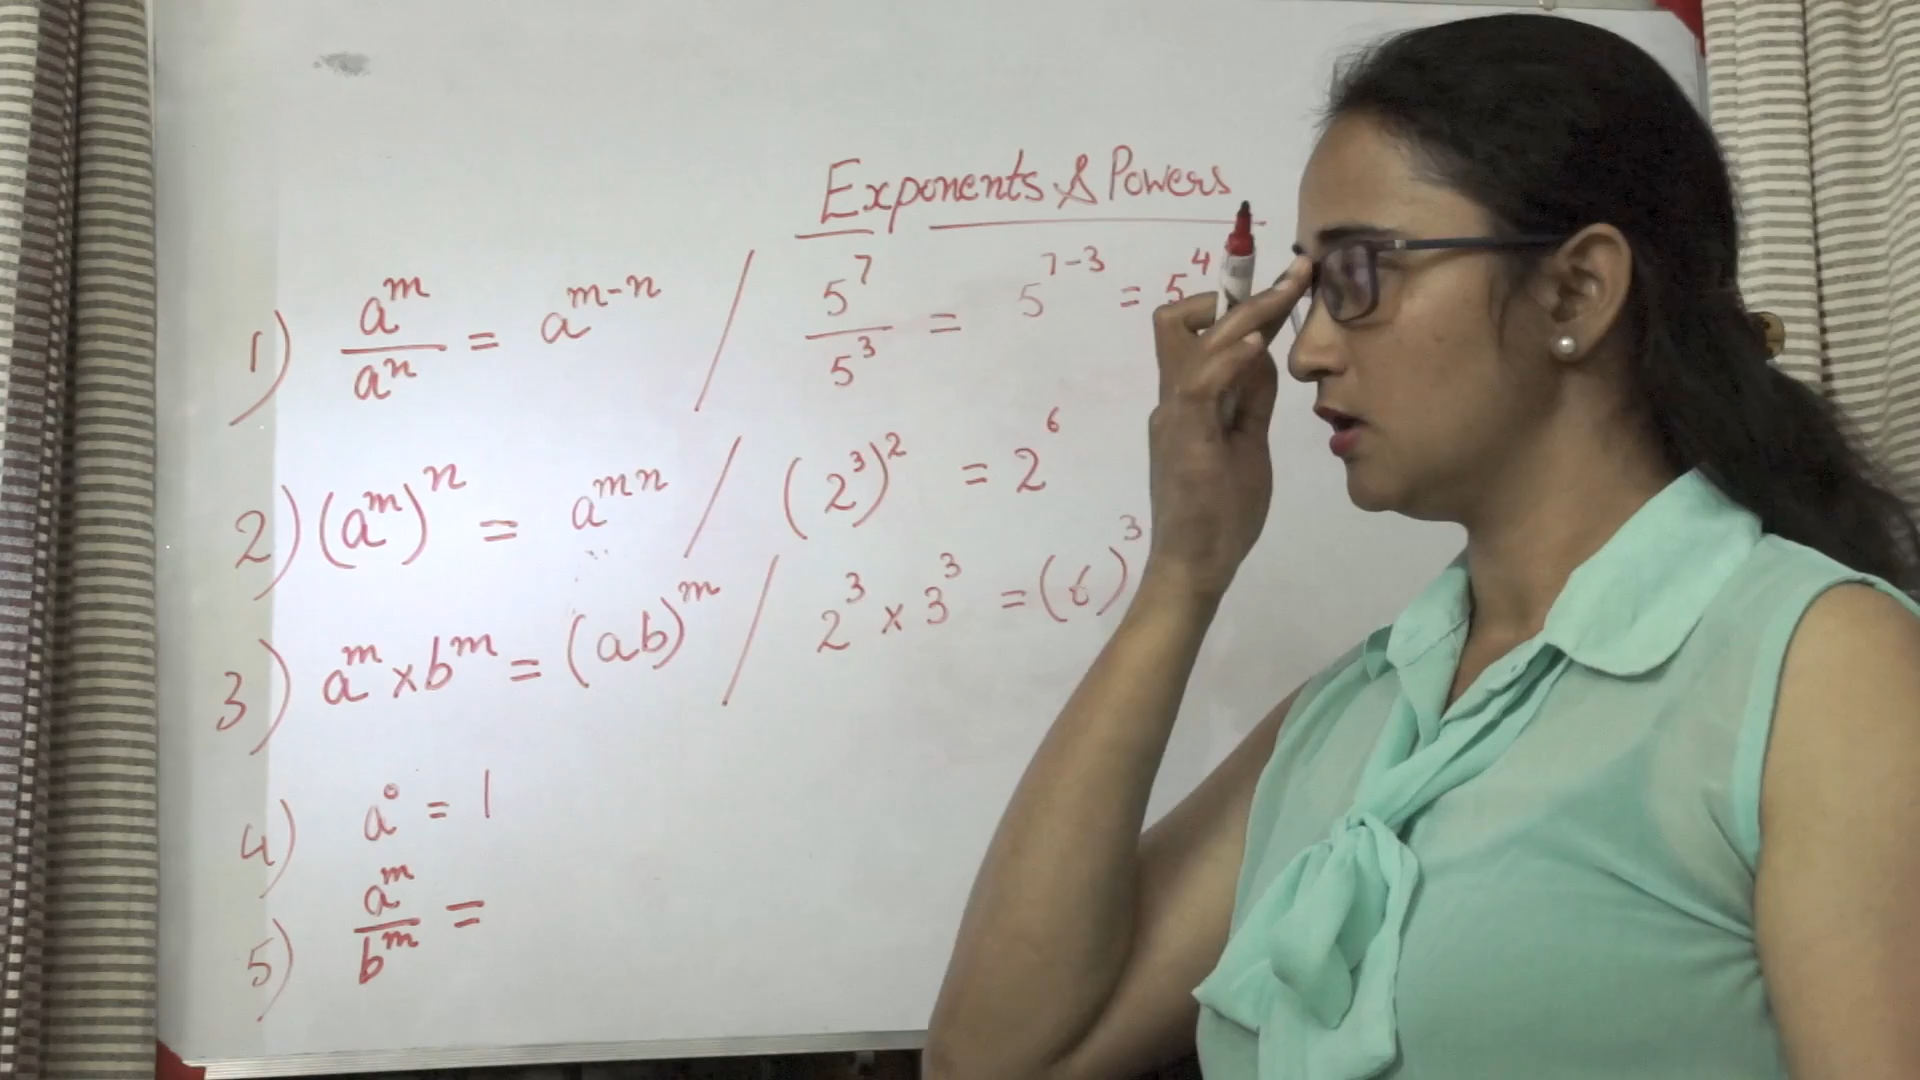 Exponents & Powers
1) a^m / a^n = a^(m-n) / 5^7 / 5^3 = 5^(7-3) = 5^4
2) (a^m)^n = a^(mn) / (2^3)^2 = 2^6
3) a^m × b^m = (ab)^m / 2^3 × 3^3 = (6)^3
4) a^0 = 1
5) a^m / b^m =